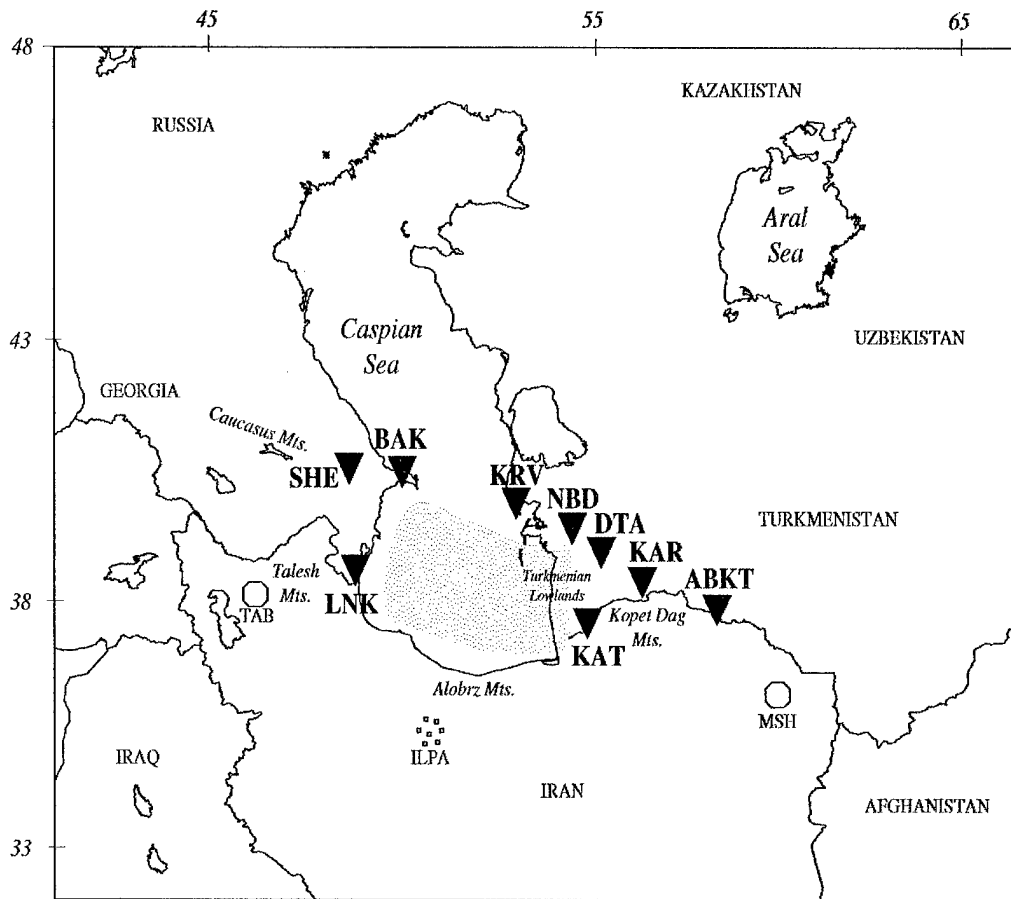 45
55
65
48
KAZAKHSTAN
RUSSIA
Aral
Sea
43
Caspian
Sea
UZBEKISTAN
GEORGIA
Caucasus Mts.
BAK
SHE
KRV
NBD
DTA
TURKMENISTAN
KAR
Talesh
Mts.
Turkmenian
Lowlands
ABKT
38
LNK
TAB
Kopet Dag
Mts.
KAT
Alobrz Mts.
MSH
IRAQ
ILPA
IRAN
AFGHANISTAN
33